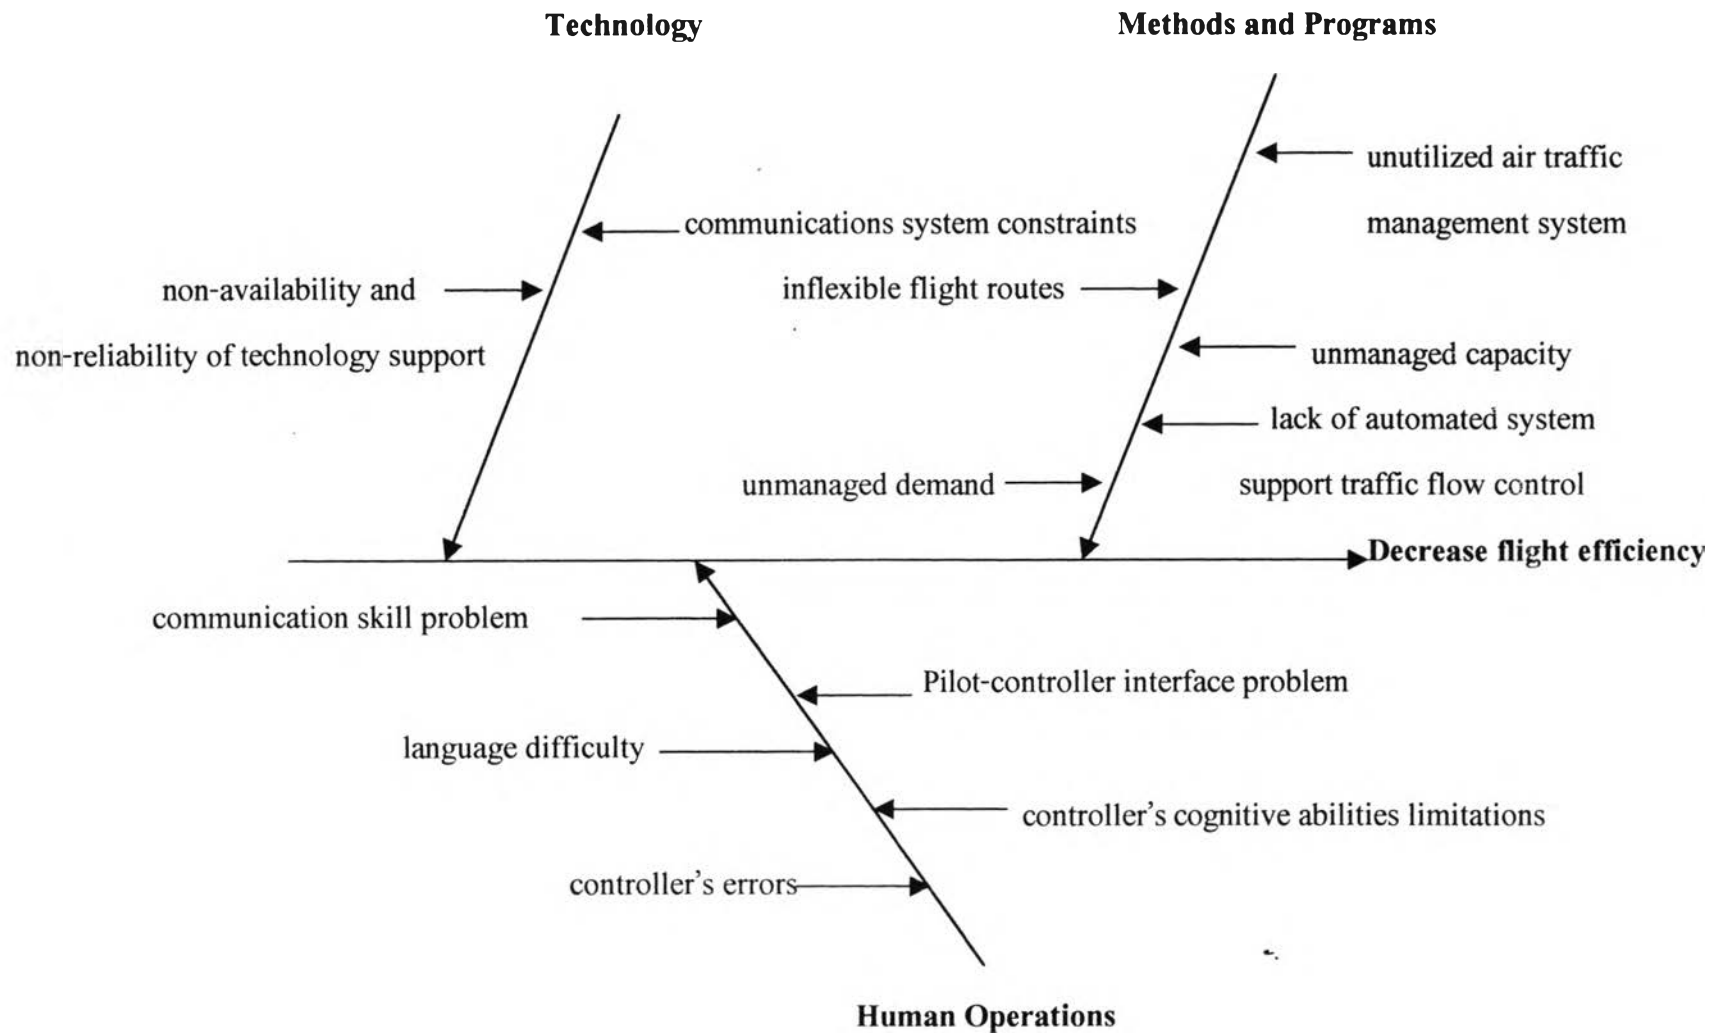 Technology
Methods and Programs
unutilized air traffic
management system
communications system constraints
non-availability and
non-reliability of technology support
inflexible flight routes
unmanaged capacity
lack of automated system
support traffic flow control
unmanaged demand
Decrease flight efficiency
communication skill problem
Pilot-controller interface problem
language difficulty
controller's cognitive abilities limitations
controller's errors
Human Operations